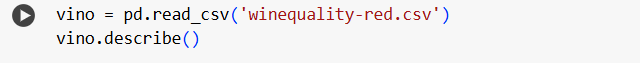 vino = pd.read_csv('winequality-red.csv')
vino.describe()